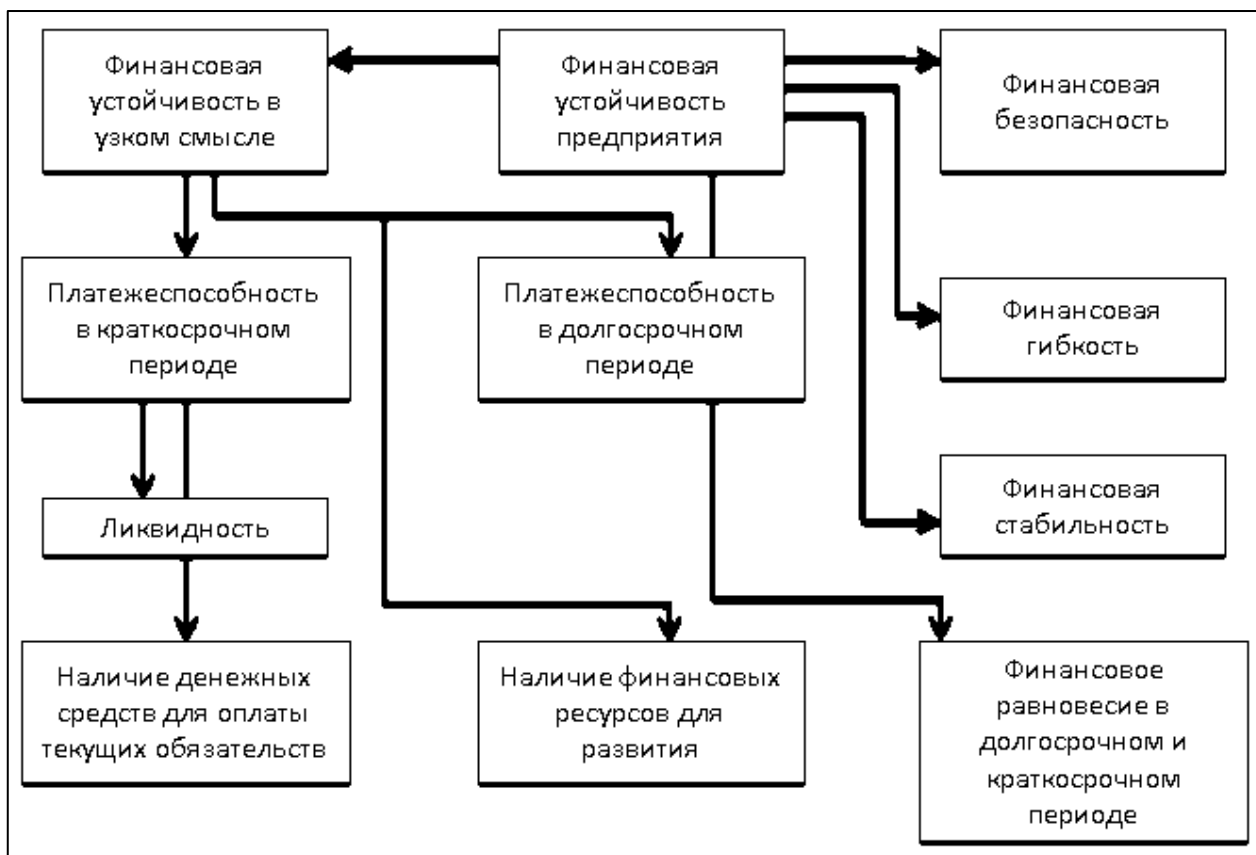 Финансовая
устойчивость в
узком смысле
Финансовая
устойчивость
предприятия
Финансовая
безопасность
Платежеспособность
в краткосрочном
периоде
Платежеспособность
в долгосрочном
периоде
Финансовая
гибкость
Ликвидность
Финансовая
стабильность
Наличие денежных
средств для оплаты
текущих обязательств
Наличие финансовых
ресурсов для
развития
Финансовое
равновесие в
долгосрочном и
краткосрочном
периоде